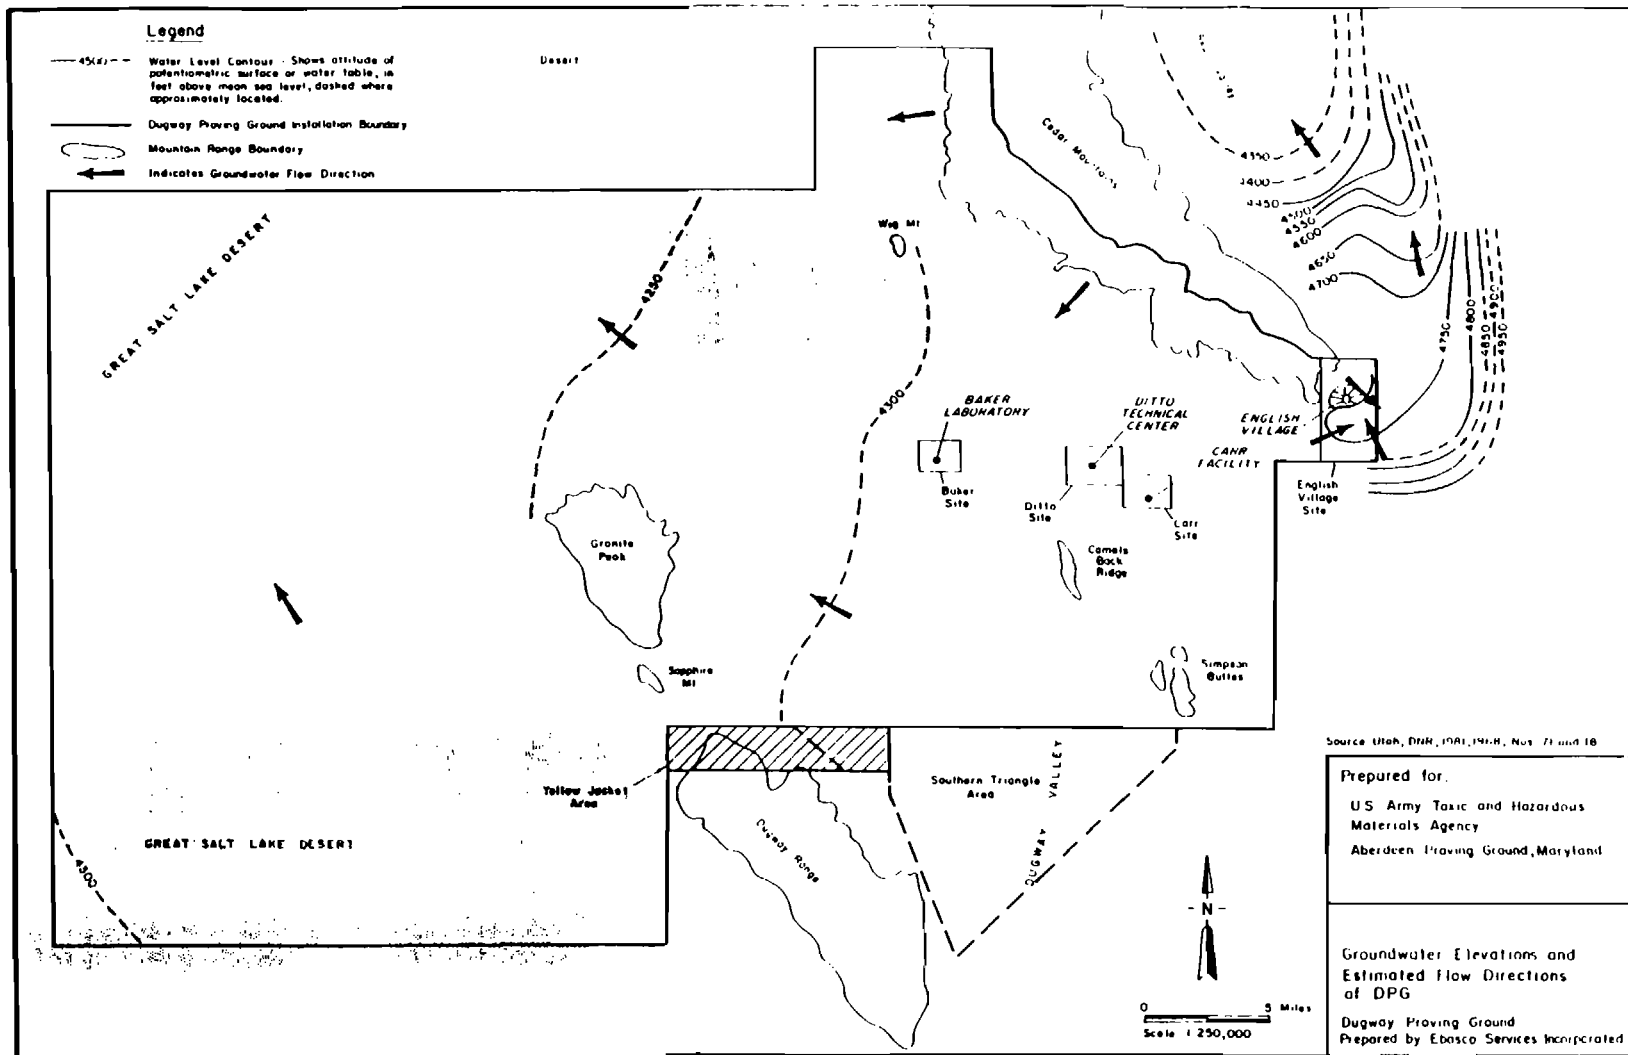 Legend
4500
Water Level Contour - Shows altitude of
potentiometric surface or water table, in
feet above mean sea level, dashed where
approximately located.
Dugway Proving Ground Installation Boundary
Mountain Range Boundary
Indicates Groundwater Flow Direction
Desert
Cedar Mountains
4350
4400
4450
4500
4550
4600
4650
4700
4750
4800
4850
4900
4950
GREAT SALT LAKE DESERT
4250
Wig Mt
4300
BAKER
LABORATORY
Baker
Site
DITTO
TECHNICAL
CENTER
Ditto
Site
ENGLISH
VILLAGE
CARR
FACILITY
Carr
Site
English
Village
Site
Granite
Peak
Camels
Back
Ridge
Sapphire
Mt
Simpson
Buttes
Yellow Jacket
Area
Southern Triangle
Area
DUGWAY VALLEY
Dugway Range
GREAT SALT LAKE DESERT
4300
N
0 5 Miles
Scale 1:250,000
Source: Utah, DNR, 1981, 1968, Nos. 71 and 18
Prepared for:
U.S. Army Toxic and Hazardous
Materials Agency
Aberdeen Proving Ground, Maryland
Groundwater Elevations and
Estimated Flow Directions
of DPG
Dugway Proving Ground
Prepared by Ebasco Services Incorporated